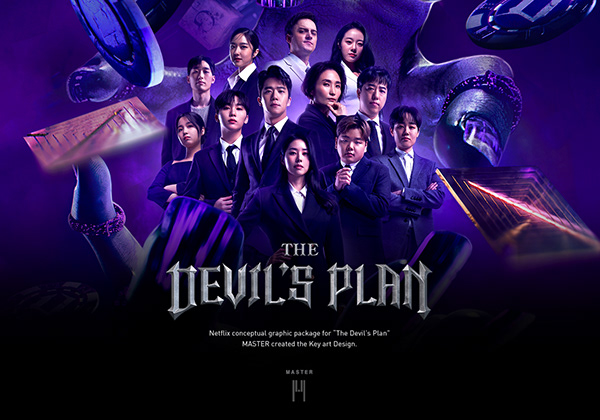 THE
DEVIL'S PLAN
Netflix conceptual graphic package for "The Devil's Plan"
MASTER created the Key art Design.
MASTER